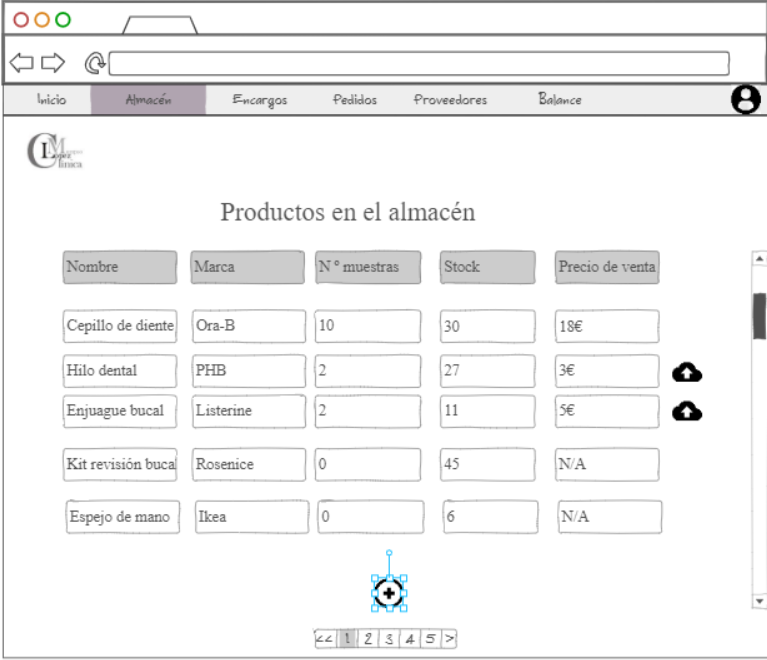 Inicio Almacén Encargos Pedidos Proveedores Balance
CLM
López
Clínica
Productos en el almacén
Nombre Marca Nº muestras Stock Precio de venta
Cepillo de diente Ora-B 10 30 18€
Hilo dental PHB 2 27 3€
Enjuague bucal Listerine 2 11 5€
Kit revisión buca Rosenice 0 45 N/A
Espejo de mano Ikea 0 6 N/A
<< 1 2 3 4 5 >